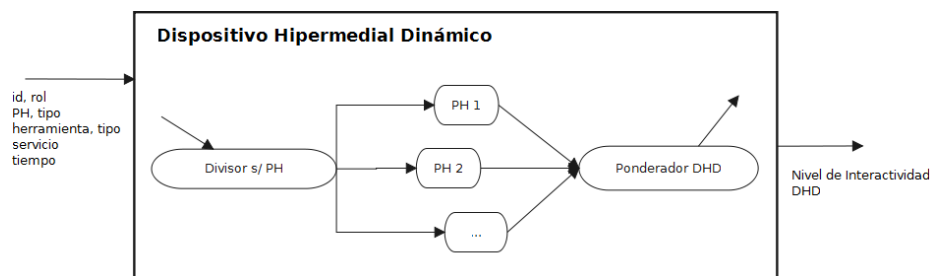 Dispositivo Hipermedial Dinámico
id, rol
PH, tipo
herramienta, tipo
servicio
tiempo
PH 1
Divisor s/ PH
PH 2
Ponderador DHD
...
Nivel de Interactividad
DHD